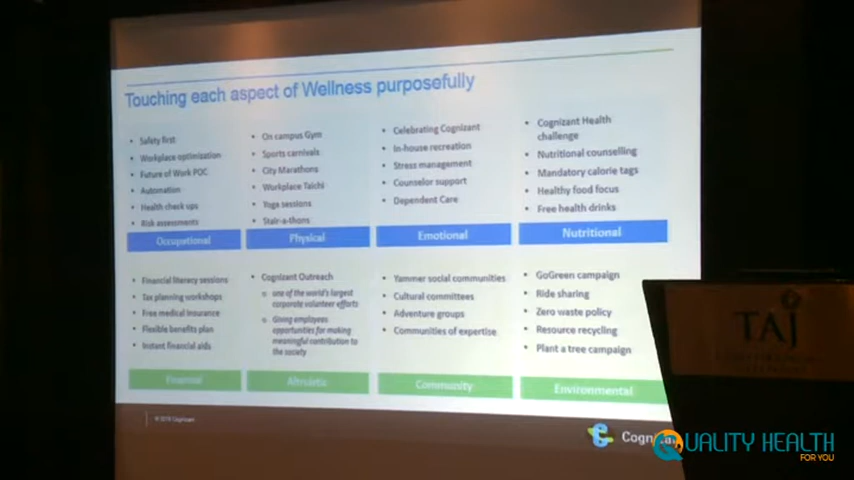 Touching each aspect of Wellness purposefully
• Safety first
• Workplace optimization
• Future of Work POC
• Automation
• Health check ups
• Risk assessments
Occupational
• On campus Gym
• Sports carnivals
• City Marathons
• Workplace Taichi
• Yoga sessions
• Stair-a-thons
Physical
• Celebrating Cognizant
• In-house recreation
• Stress management
• Counselor support
• Dependent Care
Emotional
• Cognizant Health
challenge
• Nutritional counselling
• Mandatory calorie tags
• Healthy food focus
• Free health drinks
Nutritional
• Financial literacy sessions
• Tax planning workshops
• Free medical insurance
• Flexible benefits plan
• Instant financial aids
Financial
• Cognizant Outreach
o one of the world's largest
corporate volunteer efforts
o Giving employees
opportunities for making
meaningful contribution to
the society
Altruistic
• Yammer social communities
• Cultural committees
• Adventure groups
• Communities of expertise
Community
• GoGreen campaign
• Ride sharing
• Zero waste policy
• Resource recycling
• Plant a tree campaign
Environmental
Cogniz
TAJ
QUALITY HEALTH
FOR YOU